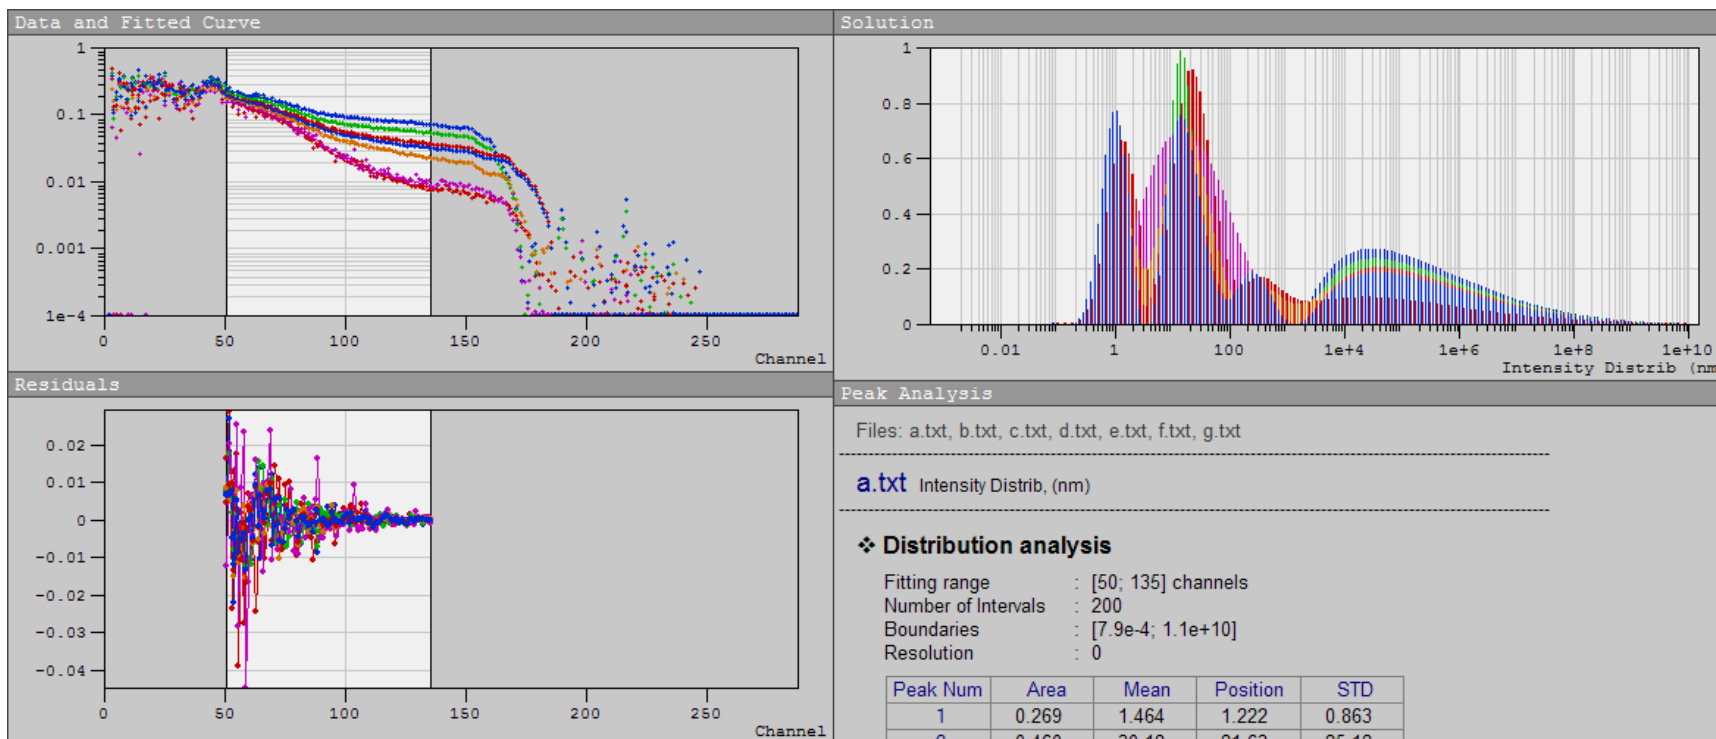 Data and Fitted Curve
1
0.1
0.01
0.001
1e-4
0 50 100 150 200 250
Channel
Residuals
0.02
0.01
0
-0.01
-0.02
-0.03
-0.04
0 50 100 150 200 250
Channel
Solution
1
0.8
0.6
0.4
0.2
0
0.01 1 100 1e+4 1e+6 1e+8 1e+10
Intensity Distrib (nm
Peak Analysis
Files: a.txt, b.txt, c.txt, d.txt, e.txt, f.txt, g.txt
a.txt Intensity Distrib, (nm)
❖ Distribution analysis
Fitting range : [50; 135] channels
Number of Intervals : 200
Boundaries : [7.9e-4; 1.1e+10]
Resolution : 0
Peak Num Area Mean Position STD
1 0.269 1.464 1.222 0.863